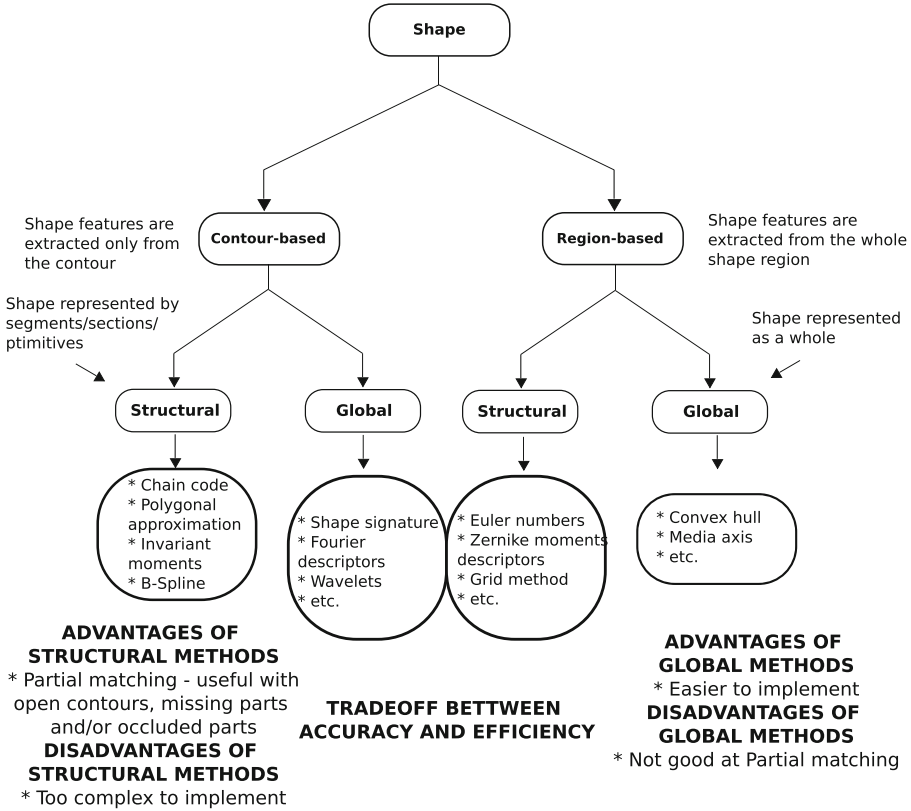 Shape
Shape features are
extracted only from
the contour
Contour-based
Region-based
Shape features are
extracted from the whole
shape region
Shape represented by
segments/sections/
ptimitives
Shape represented
as a whole
Structural
Global
Structural
Global
* Chain code
* Polygonal
approximation
* Invariant
moments
* B-Spline
* Shape signature
* Fourier
descriptors
* Wavelets
* etc.
* Euler numbers
* Zernike moments
descriptors
* Grid method
* etc.
* Convex hull
* Media axis
* etc.
ADVANTAGES OF
STRUCTURAL METHODS
* Partial matching - useful with
open contours, missing parts
and/or occluded parts
DISADVANTAGES OF
STRUCTURAL METHODS
* Too complex to implement
TRADEOFF BETTWEEN
ACCURACY AND EFFICIENCY
ADVANTAGES OF
GLOBAL METHODS
* Easier to implement
DISADVANTAGES OF
GLOBAL METHODS
* Not good at Partial matching